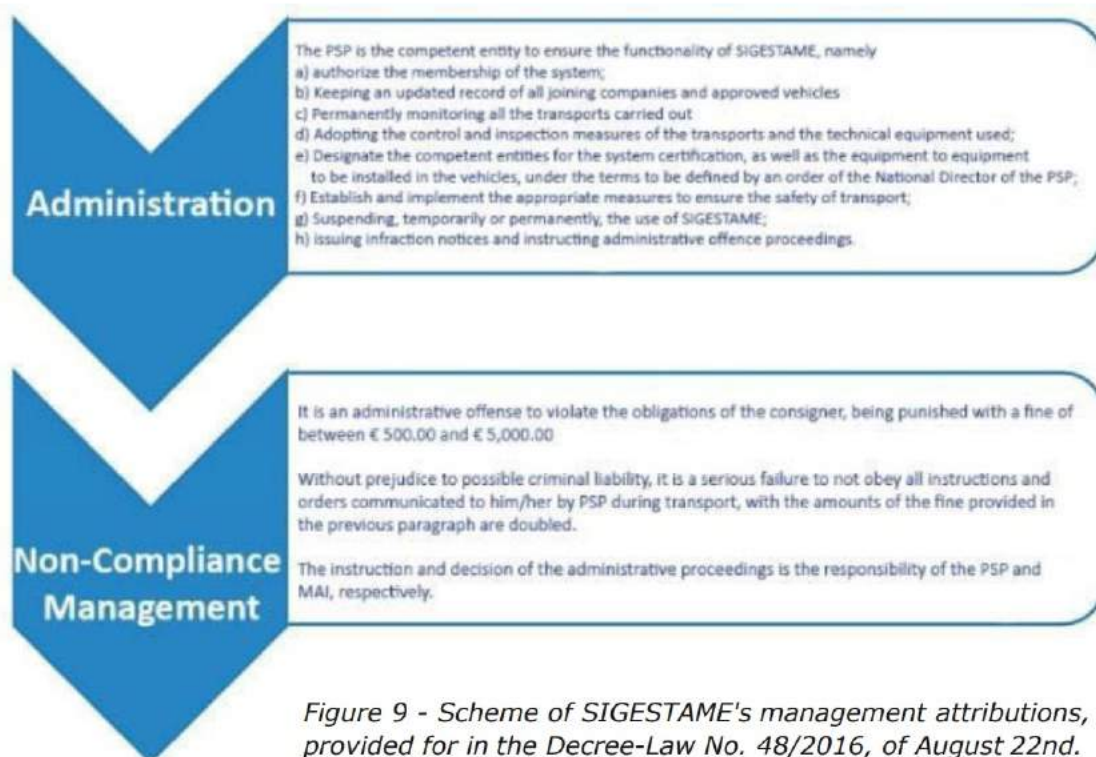 The PSP is the competent entity to ensure the functionality of SIGESTAME, namely
a) authorize the membership of the system;
b) Keeping an updated record of all joining companies and approved vehicles
c) Permanently monitoring all the transports carried out
d) Adopting the control and inspection measures of the transports and the technical equipment used;
e) Designate the competent entities for the system certification, as well as the equipment to equipment
to be installed in the vehicles, under the terms to be defined by an order of the National Director of the PSP;
f) Establish and implement the appropriate measures to ensure the safety of transport;
g) Suspending, temporarily or permanently, the use of SIGESTAME;
h) issuing infraction notices and instructing administrative offence proceedings.
Administration
It is an administrative offense to violate the obligations of the consigner, being punished with a fine of
between € 500.00 and € 5,000.00
Without prejudice to possible criminal liability, it is a serious failure to not obey all instructions and
orders communicated to him/her by PSP during transport, with the amounts of the fine provided in
the previous paragraph are doubled.
The instruction and decision of the administrative proceedings is the responsibility of the PSP and
MAI, respectively.
Non-Compliance
Management
Figure 9 - Scheme of SIGESTAME's management attributions,
provided for in the Decree-Law No. 48/2016, of August 22nd.